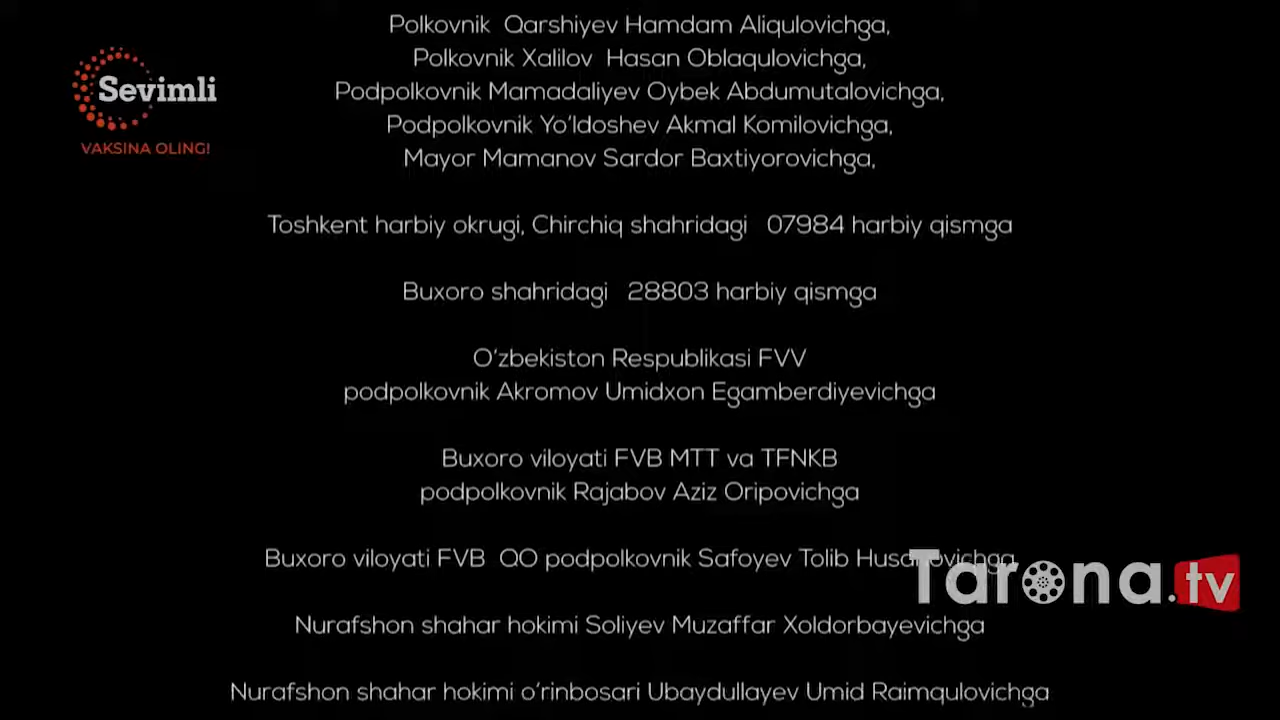 Polkovnik Qarshiyev Hamdam Aliqulovichga,
Polkovnik Xalilov Hasan Oblaqulovichga,
Podpolkovnik Mamadaliyev Oybek Abdumutalovichga,
Podpolkovnik Yo‘ldoshev Akmal Komilovichga,
Mayor Mamanov Sardor Baxtiyorovichga,
Sevimli
VAKSINA OLING!
Toshkent harbiy okrugi, Chirchiq shahridagi 07984 harbiy qismga
Buxoro shahridagi 28803 harbiy qismga
O‘zbekiston Respublikasi FVV
podpolkovnik Akromov Umidxon Egamberdiyevichga
Buxoro viloyati FVB MTT va TFNKB
podpolkovnik Rajabov Aziz Oripovichga
Buxoro viloyati FVB QO podpolkovnik Safoyev Tolib
Tarona.tv
Nurafshon shahar hokimi Soliyev Muzaffar Xoldorbayevichga
Nurafshon shahar hokimi o‘rinbosari Ubaydullayev Umid Raimqulovichga